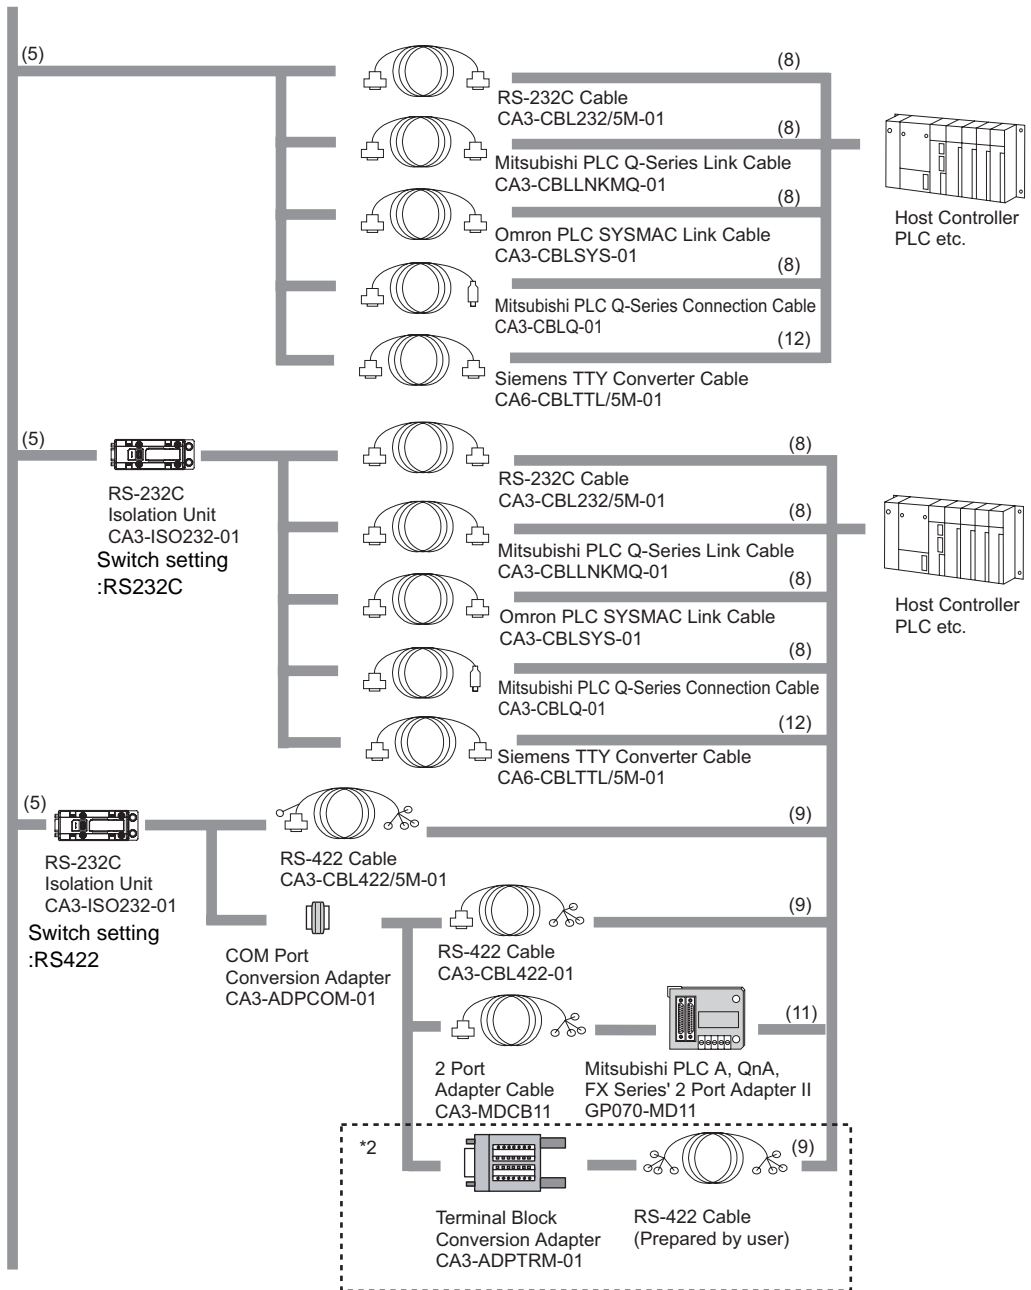 (5)
(8)
RS-232C Cable
CA3-CBL232/5M-01
(8)
Mitsubishi PLC Q-Series Link Cable
CA3-CBLLNKMQ-01
(8)
Host Controller
PLC etc.
Omron PLC SYSMAC Link Cable
CA3-CBLSYS-01
(8)
Mitsubishi PLC Q-Series Connection Cable
CA3-CBLQ-01
(12)
Siemens TTY Converter Cable
CA6-CBLTTL/5M-01
(5)
RS-232C
Isolation Unit
CA3-ISO232-01
Switch setting
:RS232C
(8)
RS-232C Cable
CA3-CBL232/5M-01
(8)
Mitsubishi PLC Q-Series Link Cable
CA3-CBLLNKMQ-01
(8)
Host Controller
PLC etc.
Omron PLC SYSMAC Link Cable
CA3-CBLSYS-01
(8)
Mitsubishi PLC Q-Series Connection Cable
CA3-CBLQ-01
(12)
Siemens TTY Converter Cable
CA6-CBLTTL/5M-01
(5)
RS-232C
Isolation Unit
CA3-ISO232-01
Switch setting
:RS422
(9)
RS-422 Cable
CA3-CBL422/5M-01
COM Port
Conversion Adapter
CA3-ADPCOM-01
(9)
RS-422 Cable
CA3-CBL422-01
(11)
2 Port
Adapter Cable
CA3-MDCB11
Mitsubishi PLC A, QnA,
FX Series' 2 Port Adapter II
GP070-MD11
*2
(9)
Terminal Block
Conversion Adapter
CA3-ADPTRM-01
RS-422 Cable
(Prepared by user)